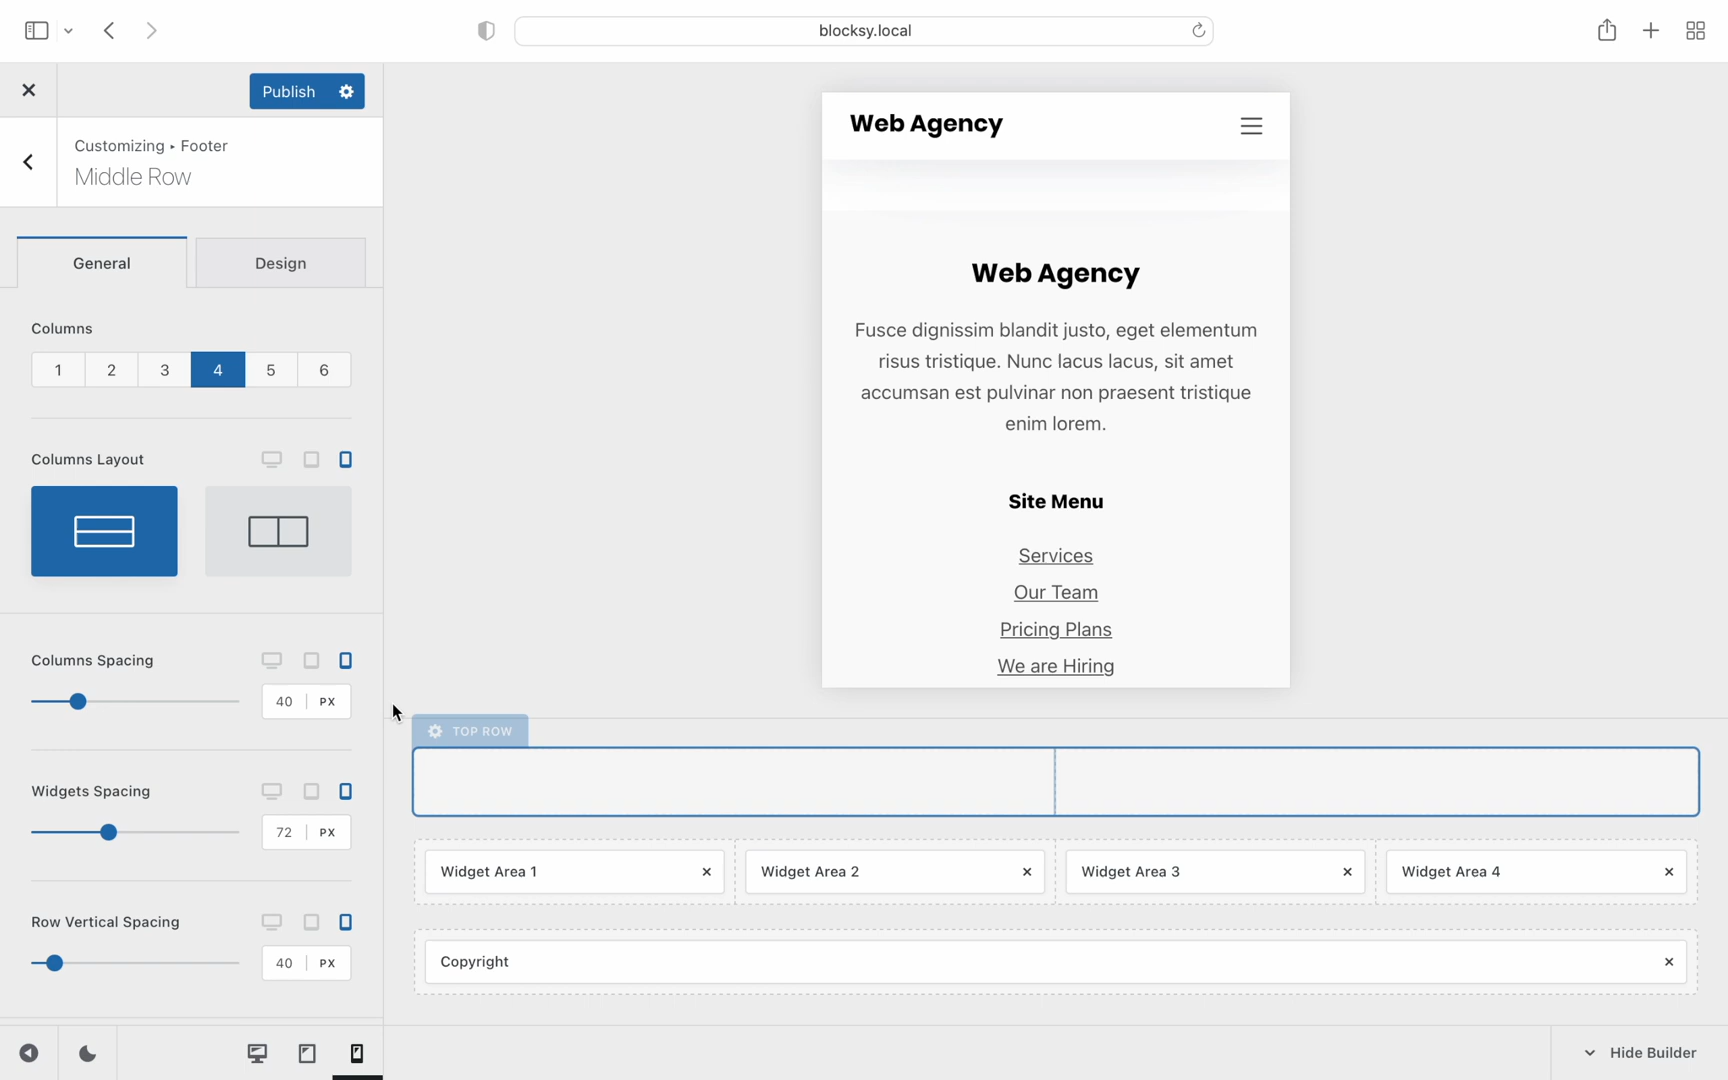 blocksy.local
Publish
Customizing ▸ Footer
Middle Row
General
Design
Columns
1 2 3 4 5 6
Columns Layout
Columns Spacing
40 PX
Widgets Spacing
72 PX
Row Vertical Spacing
40 PX
Web Agency
Web Agency
Fusce dignissim blandit justo, eget elementum
risus tristique. Nunc lacus lacus, sit amet
accumsan est pulvinar non praesent tristique
enim lorem.
Site Menu
Services
Our Team
Pricing Plans
We are Hiring
TOP ROW
Widget Area 1
Widget Area 2
Widget Area 3
Widget Area 4
Copyright
Hide Builder